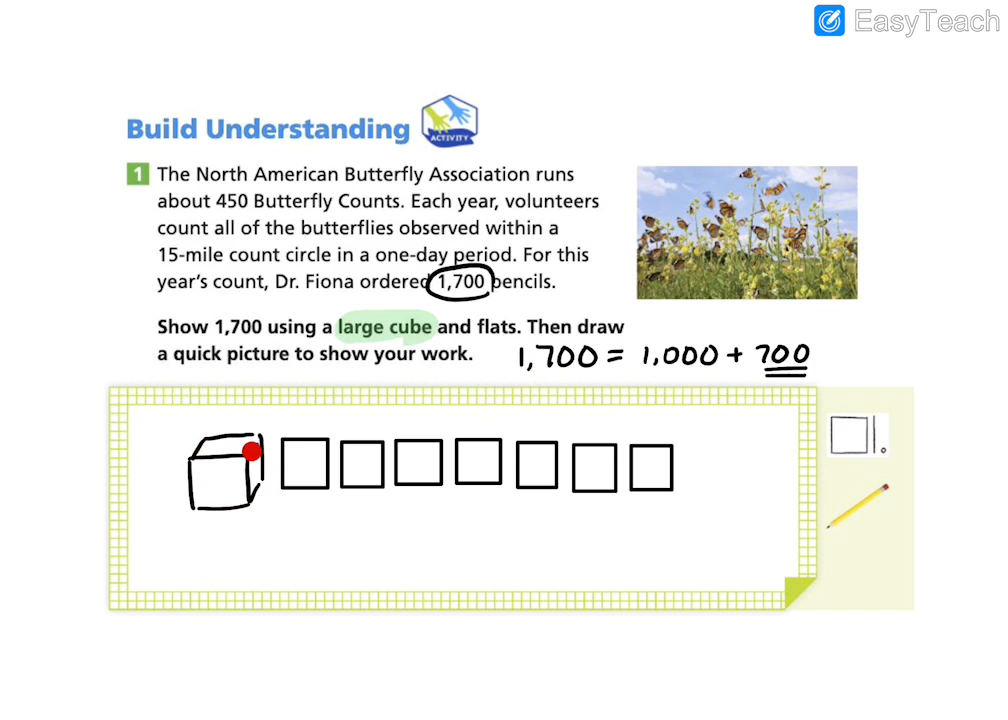 EasyTeach
Build Understanding
ACTIVITY
1 The North American Butterfly Association runs
about 450 Butterfly Counts. Each year, volunteers
count all of the butterflies observed within a
15-mile count circle in a one-day period. For this
year's count, Dr. Fiona ordered 1,700 pencils.
Show 1,700 using a large cube and flats. Then draw
a quick picture to show your work.
1,700 = 1,000 + 700